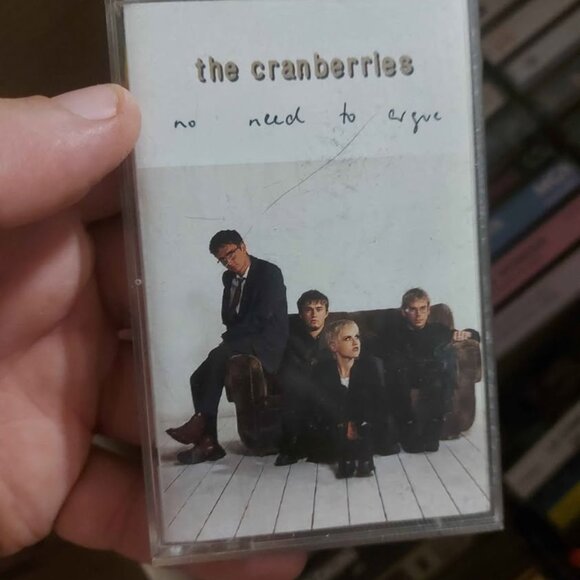 the cranberries
no need to argue